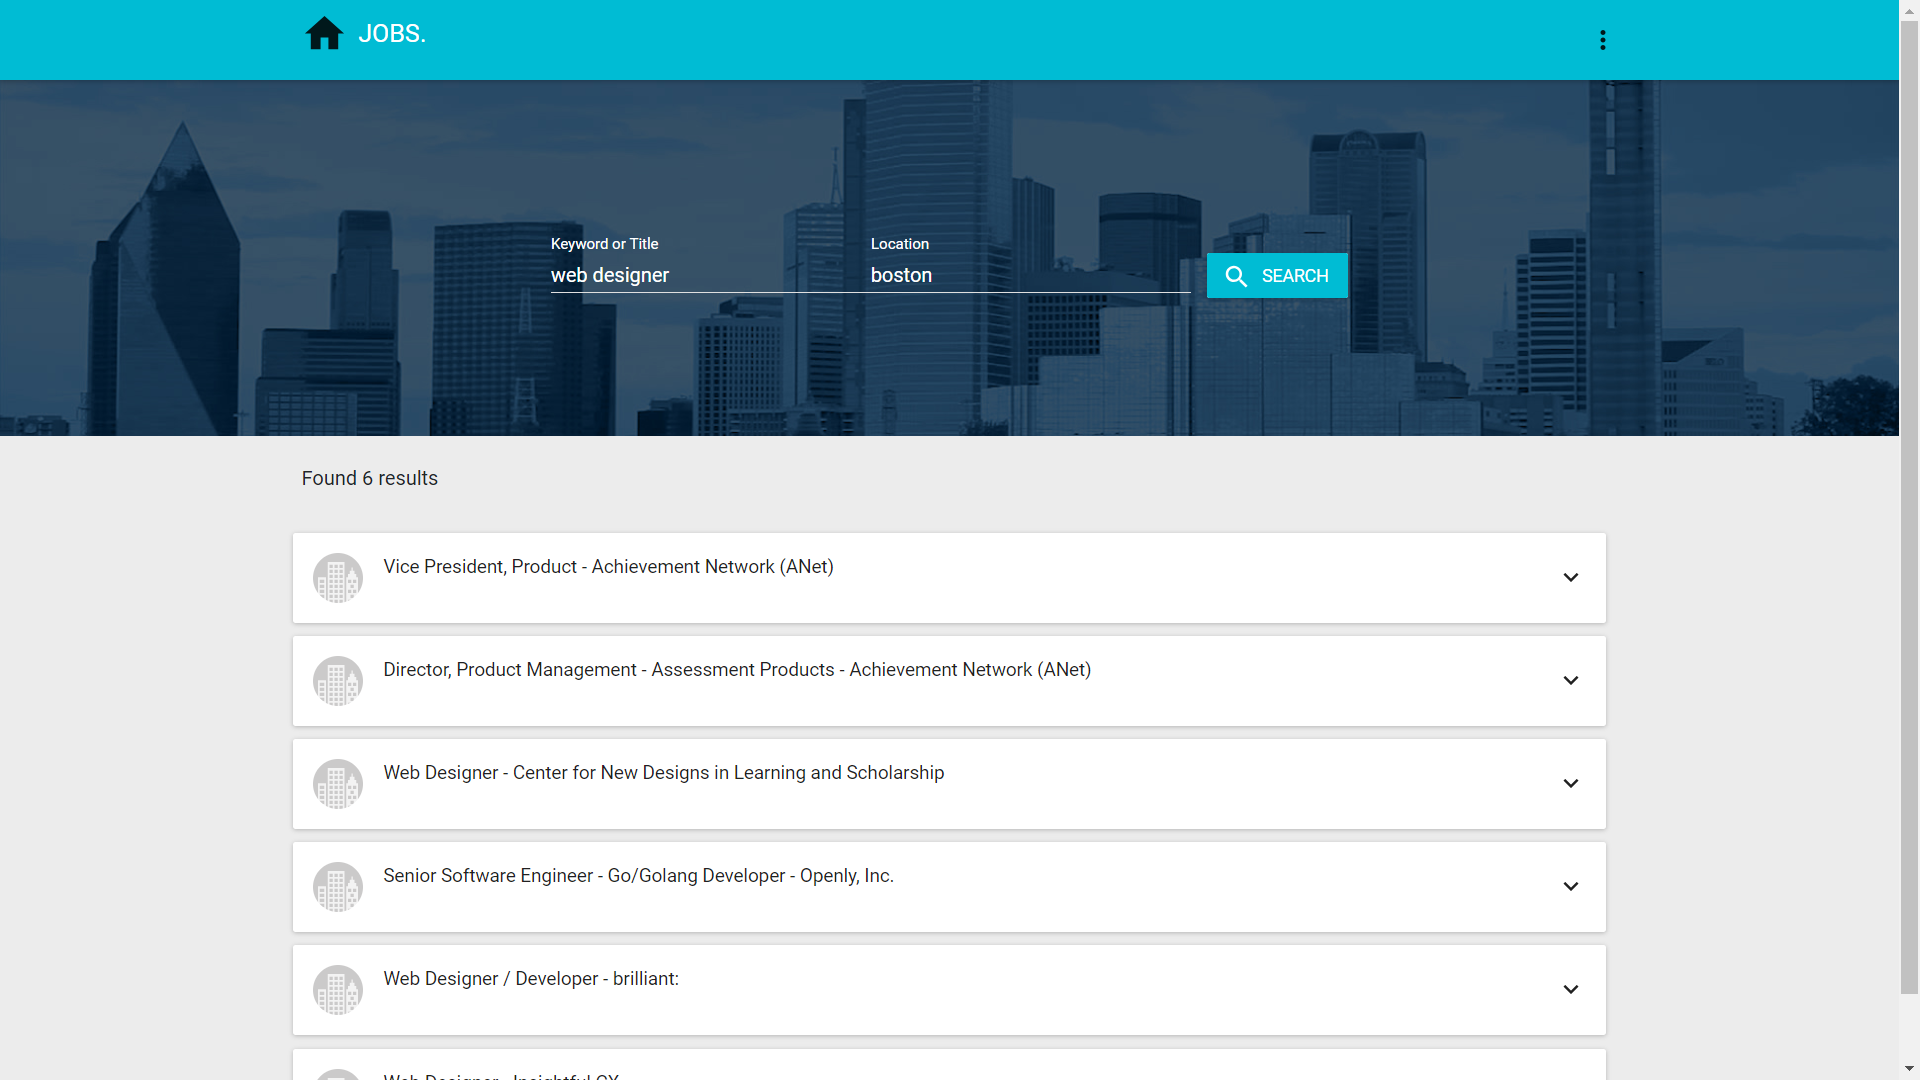 JOBS.
Keyword or Title
Location
web designer
boston
SEARCH
Found 6 results
Vice President, Product - Achievement Network (ANet)
Director, Product Management - Assessment Products - Achievement Network (ANet)
Web Designer - Center for New Designs in Learning and Scholarship
Senior Software Engineer - Go/Golang Developer - Openly, Inc.
Web Designer / Developer - brilliant:
Web Designer - Insightful CX